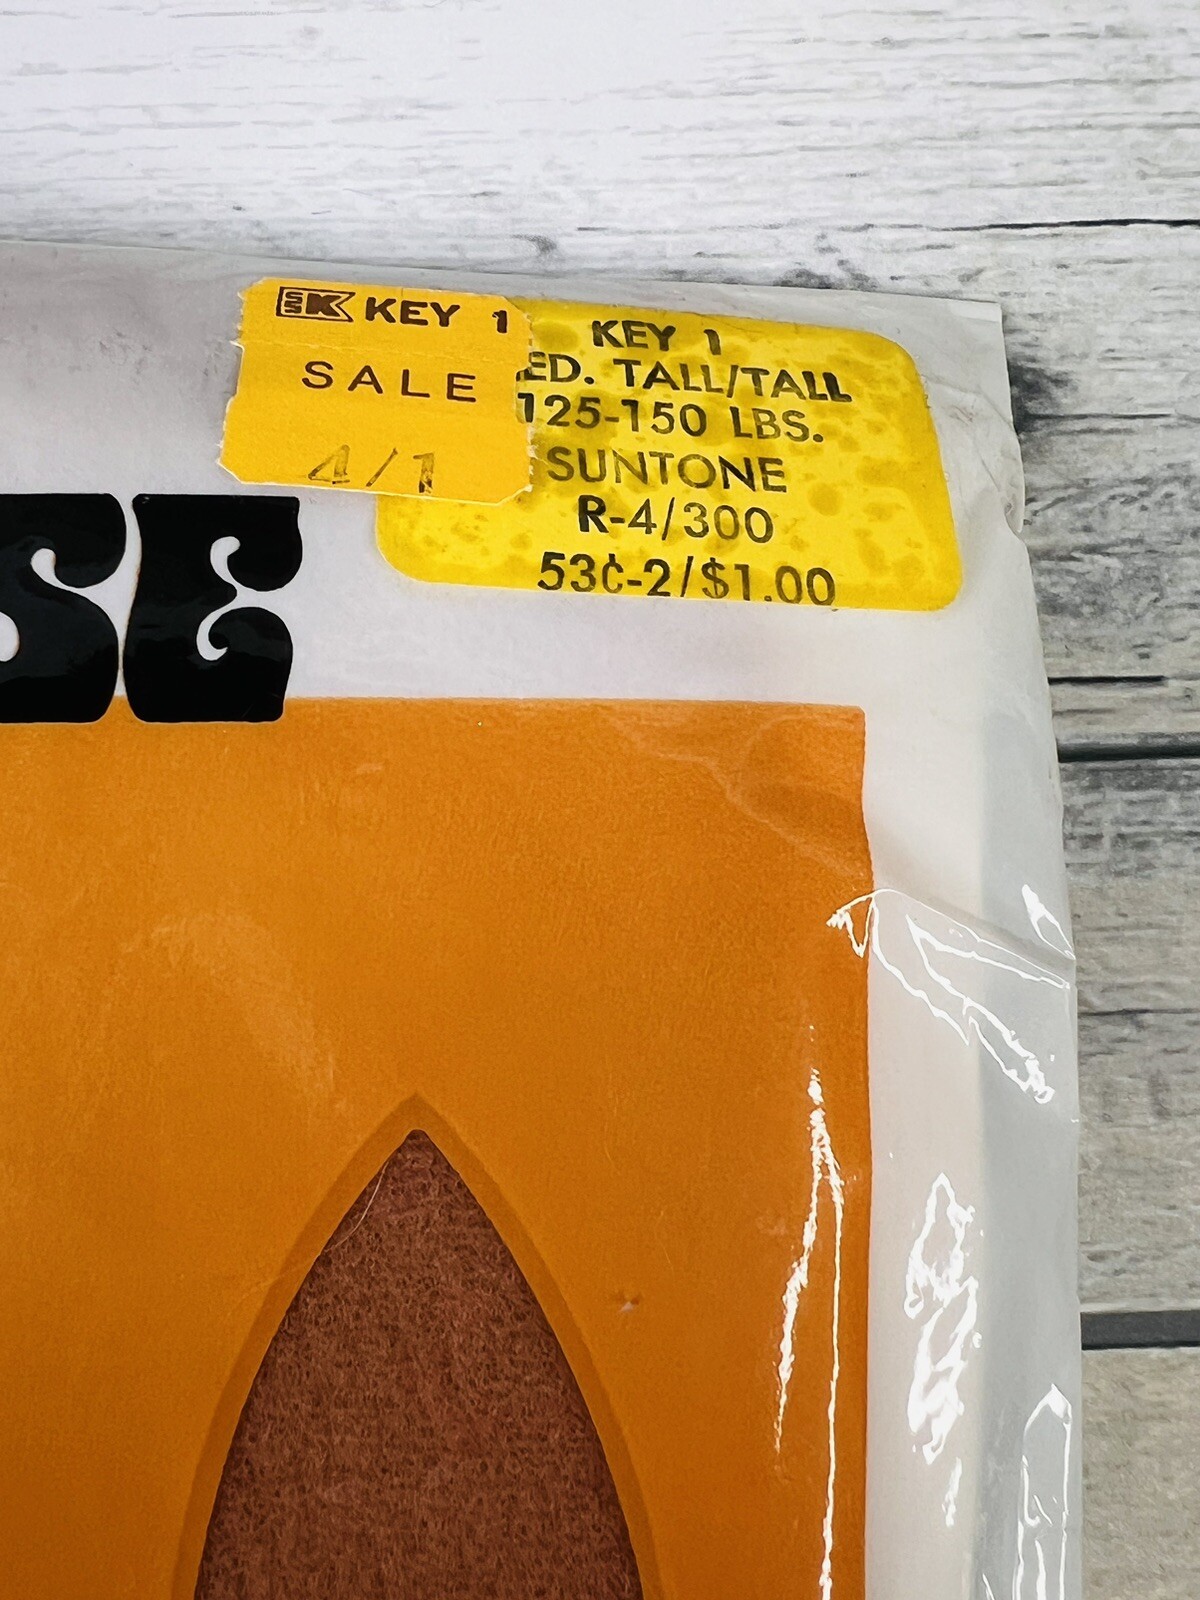 K KEY 1
SALE
4/1
KEY 1
ED. TALL/TALL
125-150 LBS.
SUNTONE
R-4/300
53¢-2/$1.00
SE